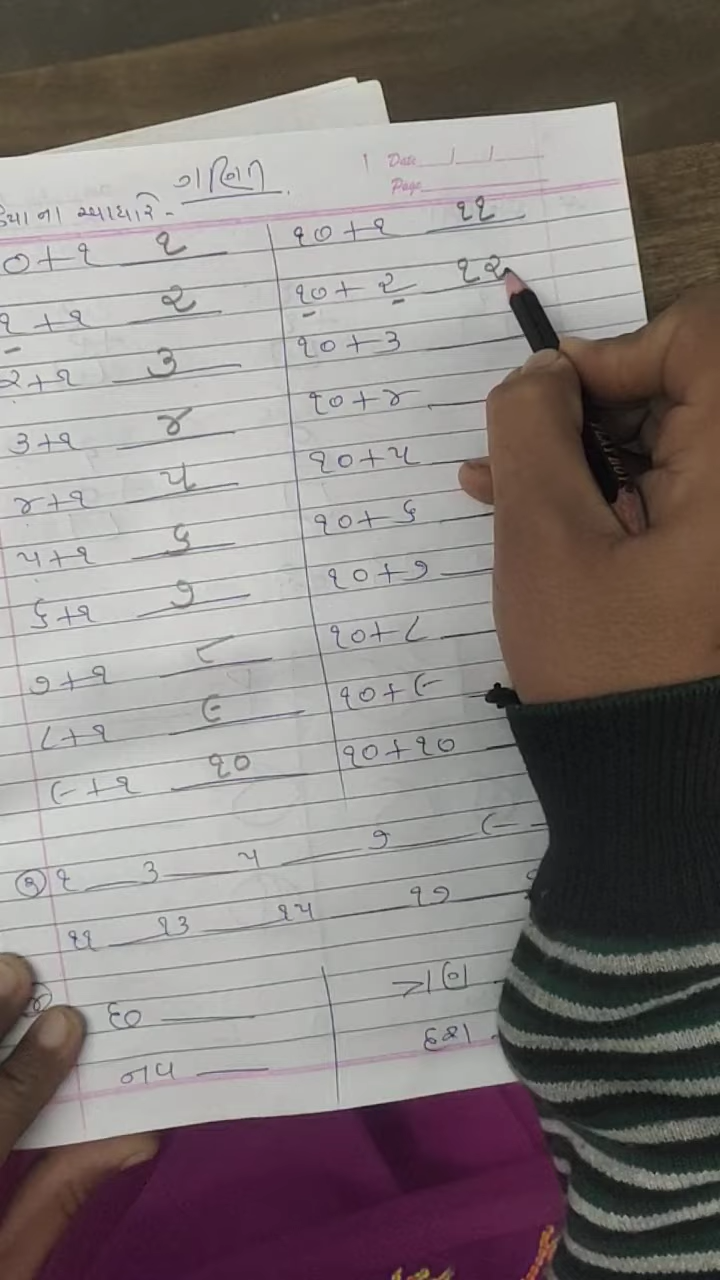 ગણિત
Date / /
Page
ના આધારે -
૦+૧ ૧
૧+૧ ૨
૨+૧ ૩
૩+૧ ૪
૪+૧ ૫
૫+૧ ૬
૬+૧ ૭
૭+૧ ૮
૮+૧ ૯
૯+૧ ૧૦
૧૦+૧ ૧૧
૧૦+૨ ૧૨
૧૦+૩
૧૦+૪
૧૦+૫
૧૦+૬
૧૦+૭
૧૦+૮
૧૦+૯
૧૦+૧૦
૧ ૩ ૫ ૭ ૯
૧૧ ૧૩ ૧૫ ૧૭
છ
નવ